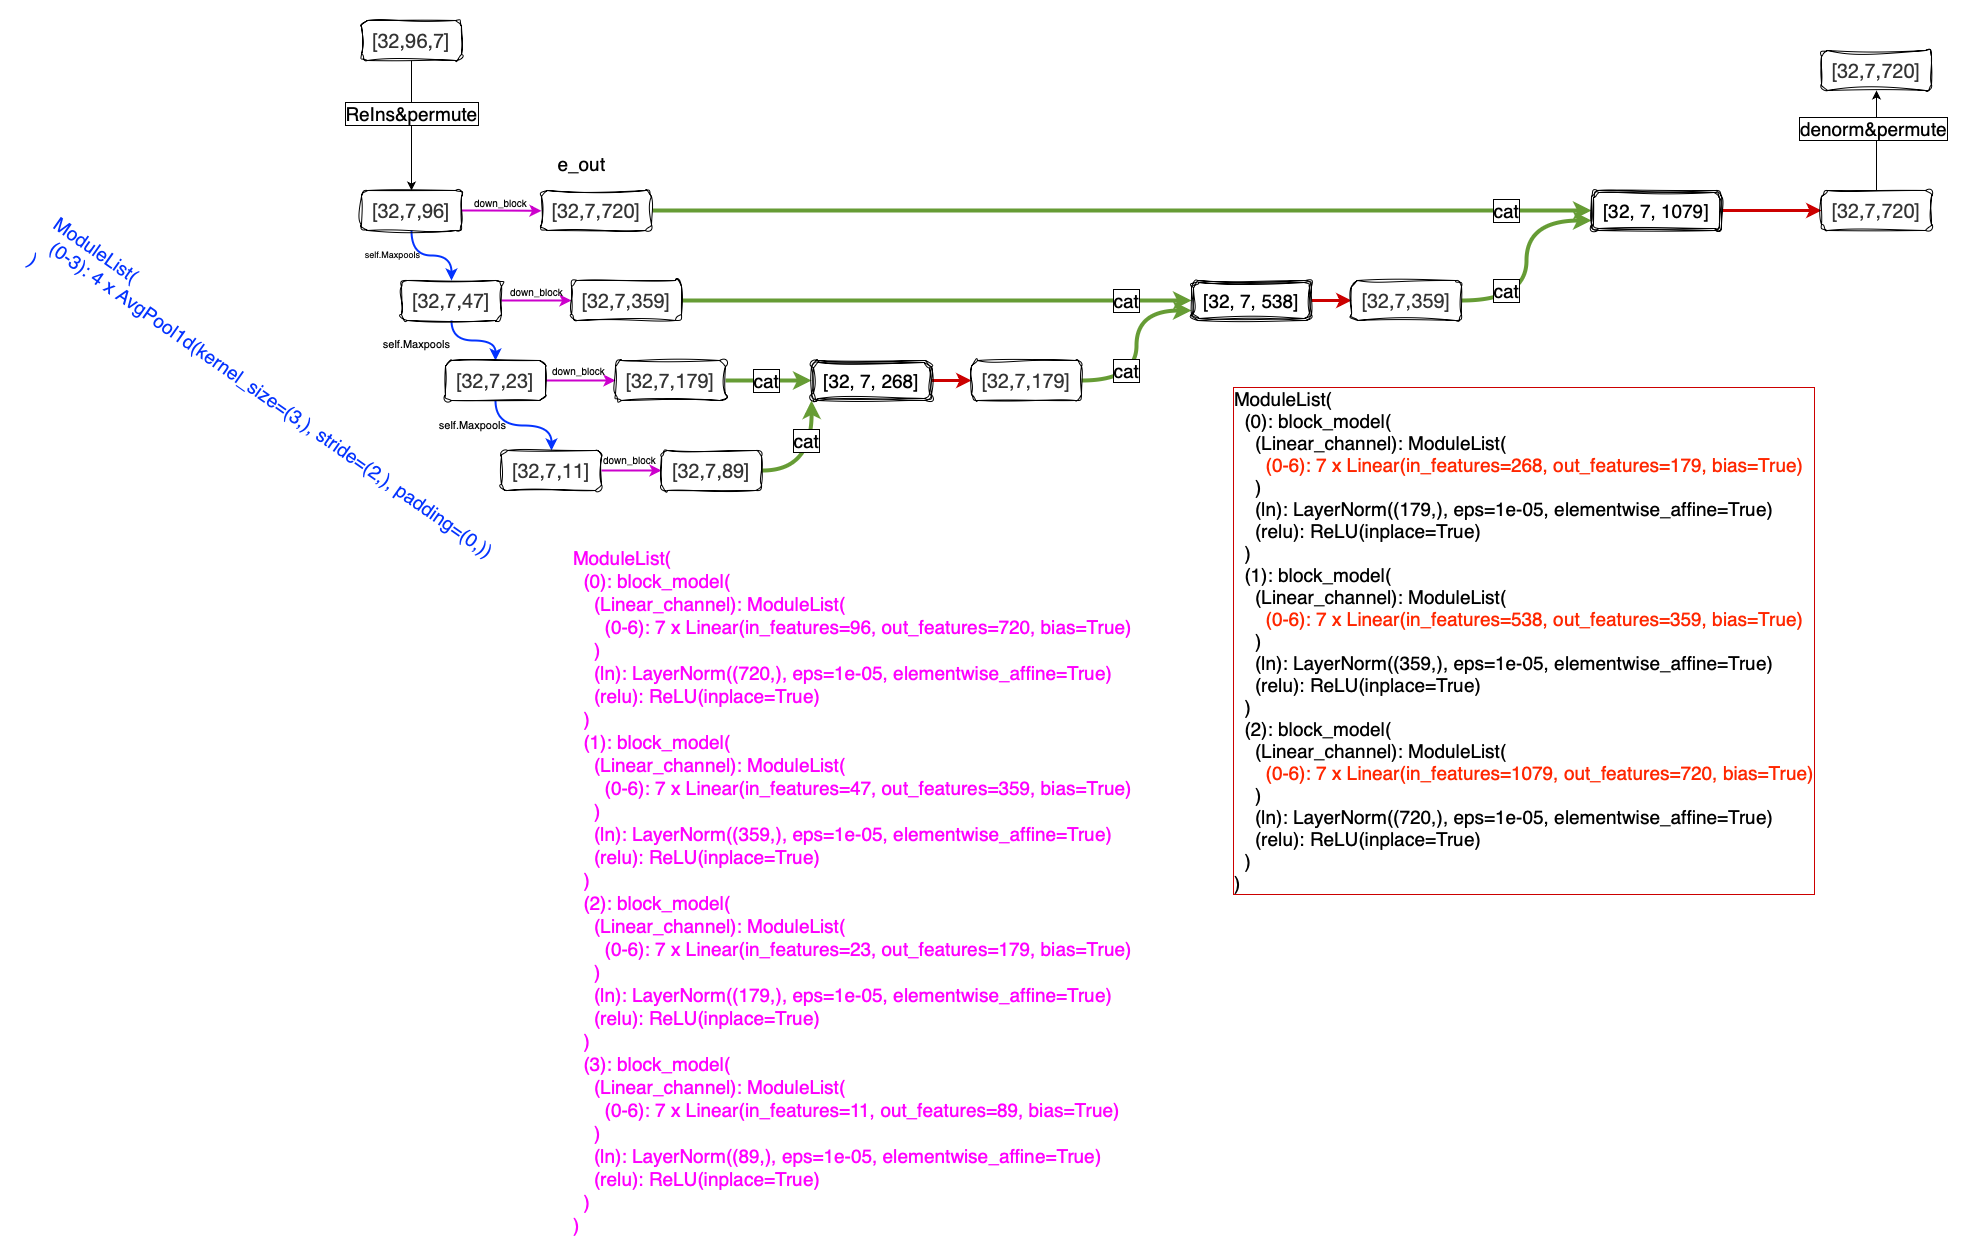 [32,96,7]
ReIns&permute
e_out
[32,7,720]
denorm&permute
[32,7,96]
down_block
[32,7,720]
cat
[32, 7, 1079]
[32,7,720]
self.Maxpools
[32,7,47]
down_block
[32,7,359]
cat
[32, 7, 538]
[32,7,359]
cat
self.Maxpools
[32,7,23]
down_block
[32,7,179]
cat
[32, 7, 268]
[32,7,179]
cat
self.Maxpools
[32,7,11]
down_block
[32,7,89]
cat
ModuleList(
(0-3): 4 x AvgPool1d(kernel_size=(3,), stride=(2,), padding=(0,))
)
ModuleList(
(0): block_model(
(Linear_channel): ModuleList(
(0-6): 7 x Linear(in_features=96, out_features=720, bias=True)
)
(ln): LayerNorm((720,), eps=1e-05, elementwise_affine=True)
(relu): ReLU(inplace=True)
)
(1): block_model(
(Linear_channel): ModuleList(
(0-6): 7 x Linear(in_features=47, out_features=359, bias=True)
)
(ln): LayerNorm((359,), eps=1e-05, elementwise_affine=True)
(relu): ReLU(inplace=True)
)
(2): block_model(
(Linear_channel): ModuleList(
(0-6): 7 x Linear(in_features=23, out_features=179, bias=True)
)
(ln): LayerNorm((179,), eps=1e-05, elementwise_affine=True)
(relu): ReLU(inplace=True)
)
(3): block_model(
(Linear_channel): ModuleList(
(0-6): 7 x Linear(in_features=11, out_features=89, bias=True)
)
(ln): LayerNorm((89,), eps=1e-05, elementwise_affine=True)
(relu): ReLU(inplace=True)
)
)
ModuleList(
(0): block_model(
(Linear_channel): ModuleList(
(0-6): 7 x Linear(in_features=268, out_features=179, bias=True)
)
(ln): LayerNorm((179,), eps=1e-05, elementwise_affine=True)
(relu): ReLU(inplace=True)
)
(1): block_model(
(Linear_channel): ModuleList(
(0-6): 7 x Linear(in_features=538, out_features=359, bias=True)
)
(ln): LayerNorm((359,), eps=1e-05, elementwise_affine=True)
(relu): ReLU(inplace=True)
)
(2): block_model(
(Linear_channel): ModuleList(
(0-6): 7 x Linear(in_features=1079, out_features=720, bias=True)
)
(ln): LayerNorm((720,), eps=1e-05, elementwise_affine=True)
(relu): ReLU(inplace=True)
)
)